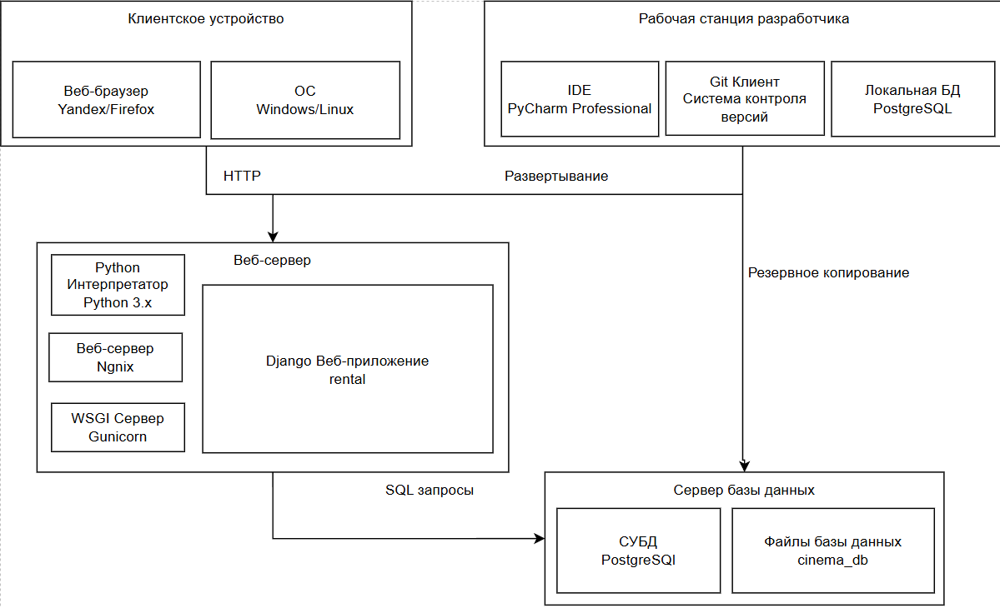 Клиентское устройство
Веб-браузер
Yandex/Firefox
ОС
Windows/Linux
Рабочая станция разработчика
IDE
PyCharm Professional
Git Клиент
Система контроля
версий
Локальная БД
PostgreSQL
HTTP
Развертывание
Резервное копирование
Веб-сервер
Python
Интерпретатор
Python 3.x
Веб-сервер
Ngnix
WSGI Сервер
Gunicorn
Django Веб-приложение
rental
SQL запросы
Сервер базы данных
СУБД
PostgreSQl
Файлы базы данных
cinema_db